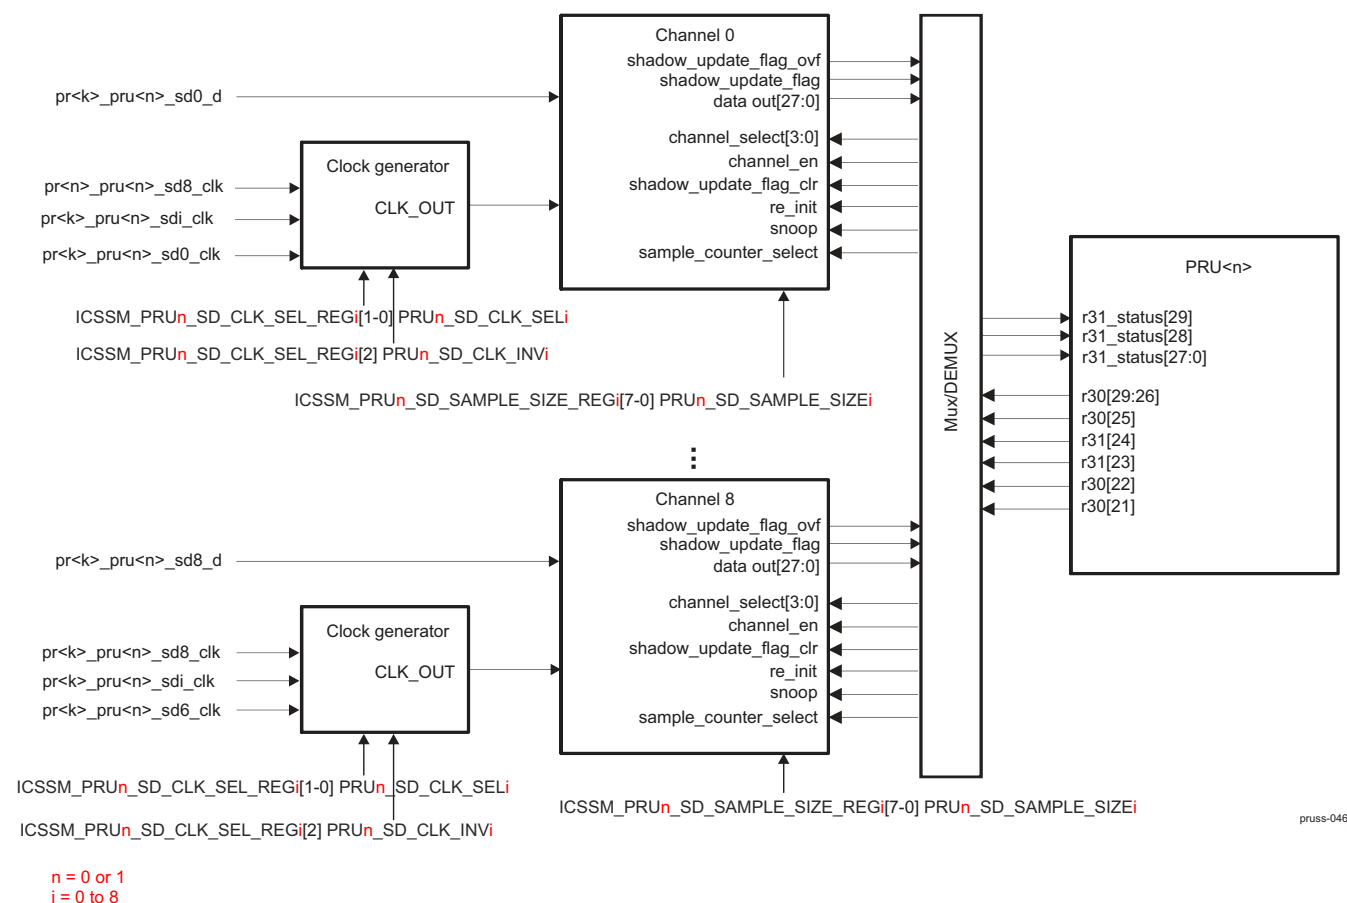 Channel 0
shadow_update_flag_ovf
shadow_update_flag
data out[27:0]
channel_select[3:0]
channel_en
shadow_update_flag_clr
re_init
snoop
sample_counter_select
pr<k>_pru<n>_sd0_d
Clock generator
CLK_OUT
pr<n>_pru<n>_sd8_clk
pr<k>_pru<n>_sdi_clk
pr<k>_pru<n>_sd0_clk
ICSSM_PRUn_SD_CLK_SEL_REGi[1-0] PRUn_SD_CLK_SELi
ICSSM_PRUn_SD_CLK_SEL_REGi[2] PRUn_SD_CLK_INVi
ICSSM_PRUn_SD_SAMPLE_SIZE_REGi[7-0] PRUn_SD_SAMPLE_SIZEi
Mux/DEMUX
PRU<n>
r31_status[29]
r31_status[28]
r31_status[27:0]
r30[29:26]
r30[25]
r31[24]
r31[23]
r30[22]
r30[21]
...
Channel 8
shadow_update_flag_ovf
shadow_update_flag
data out[27:0]
channel_select[3:0]
channel_en
shadow_update_flag_clr
re_init
snoop
sample_counter_select
pr<k>_pru<n>_sd8_d
Clock generator
CLK_OUT
pr<k>_pru<n>_sd8_clk
pr<k>_pru<n>_sdi_clk
pr<k>_pru<n>_sd6_clk
ICSSM_PRUn_SD_CLK_SEL_REGi[1-0] PRUn_SD_CLK_SELi
ICSSM_PRUn_SD_CLK_SEL_REGi[2] PRUn_SD_CLK_INVi
ICSSM_PRUn_SD_SAMPLE_SIZE_REGi[7-0] PRUn_SD_SAMPLE_SIZEi
pruss-046
n = 0 or 1
i = 0 to 8